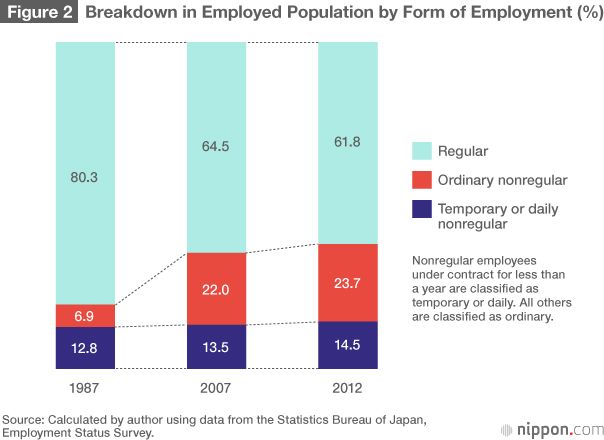 Figure 2 Breakdown in Employed Population by Form of Employment (%)
80.3
64.5
61.8
6.9
22.0
23.7
12.8
13.5
14.5
1987
2007
2012
Regular
Ordinary nonregular
Temporary or daily
nonregular
Nonregular employees
under contract for less than
a year are classified as
temporary or daily. All others
are classified as ordinary.
Source: Calculated by author using data from the Statistics Bureau of Japan,
Employment Status Survey.
nippon.com